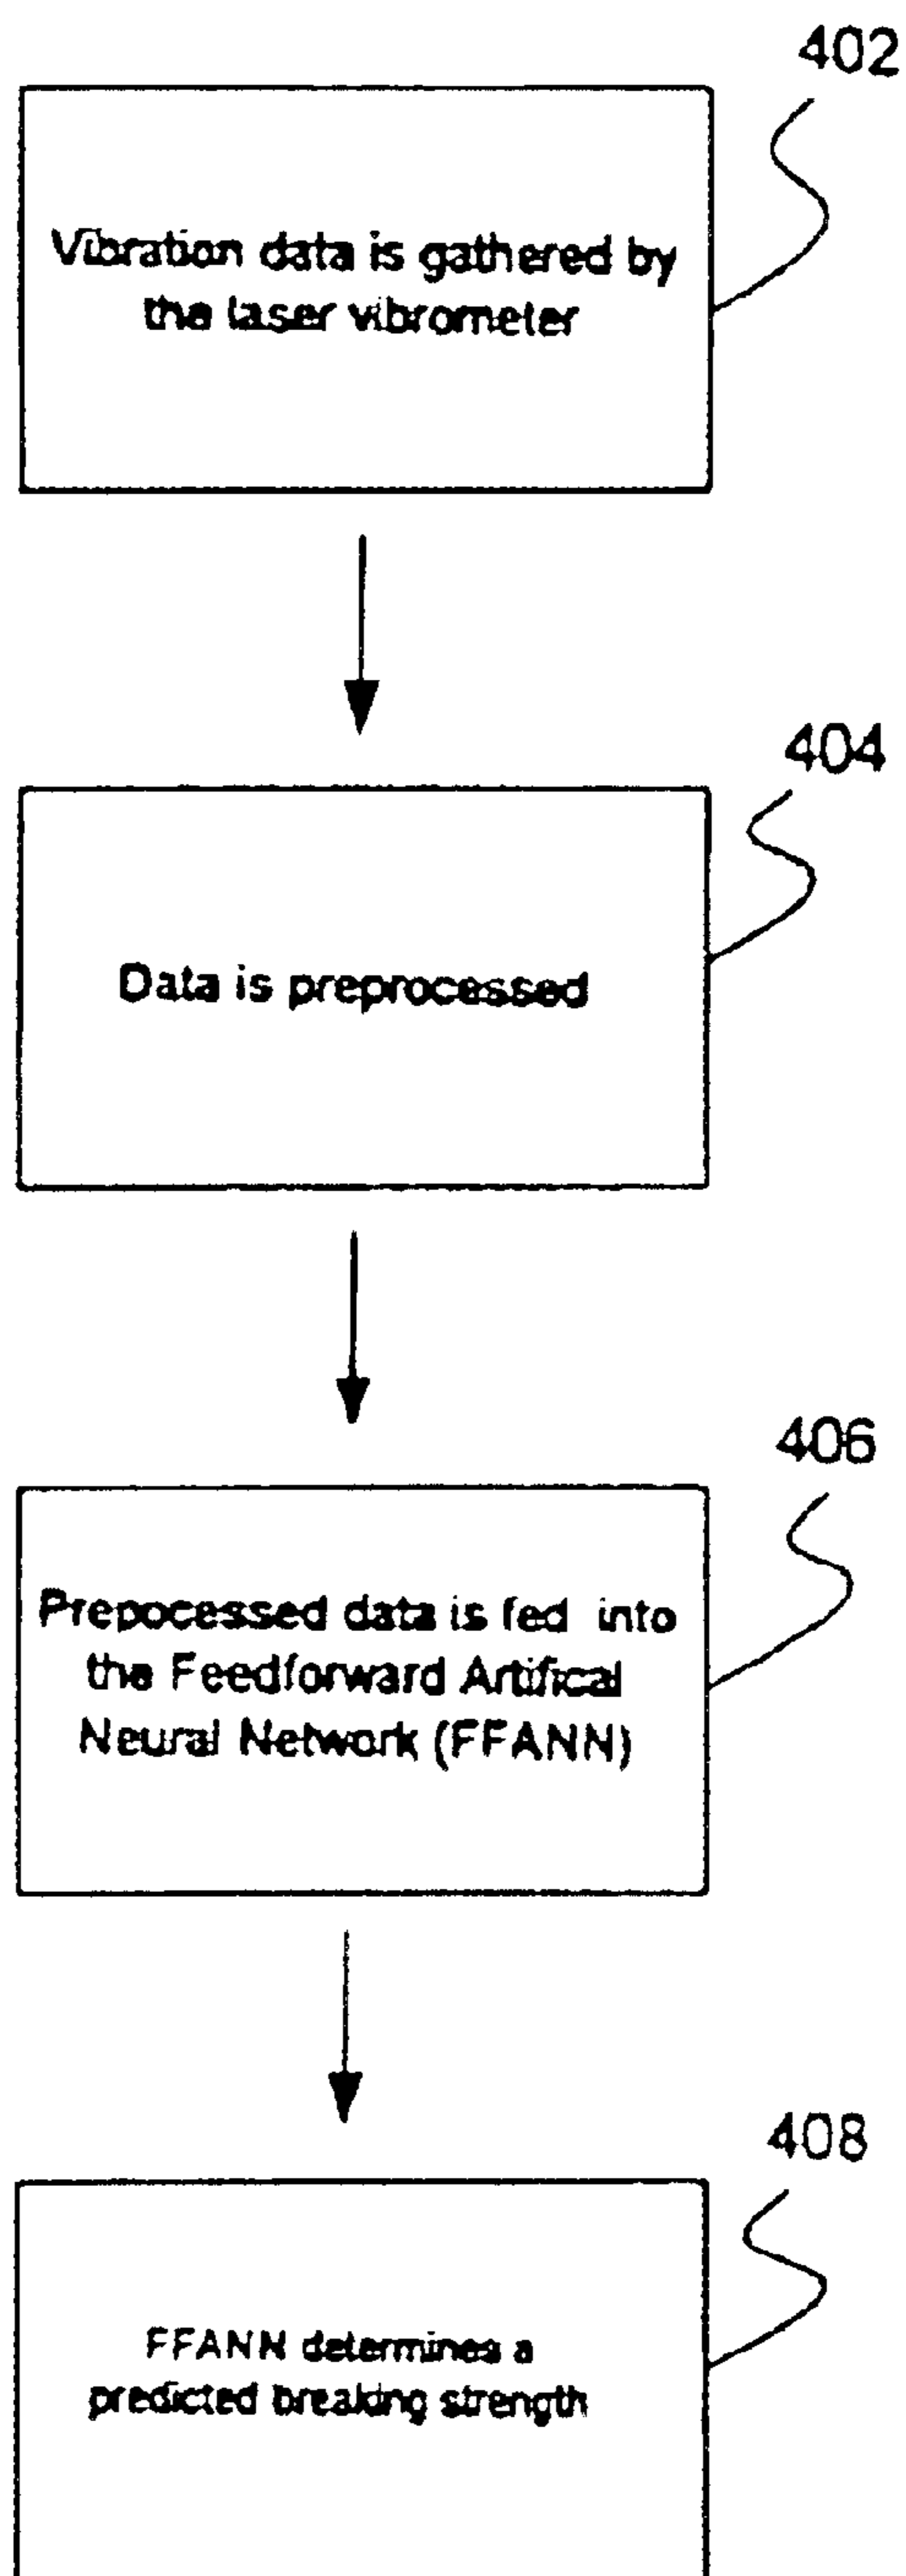 402
Vibration data is gathered by
the laser vibrometer
404
Data is preprocessed
406
Prepocessed data is fed into
the Feedforward Artifical
Neural Network (FFANN)
408
FFANN determines a
predicted breaking strength